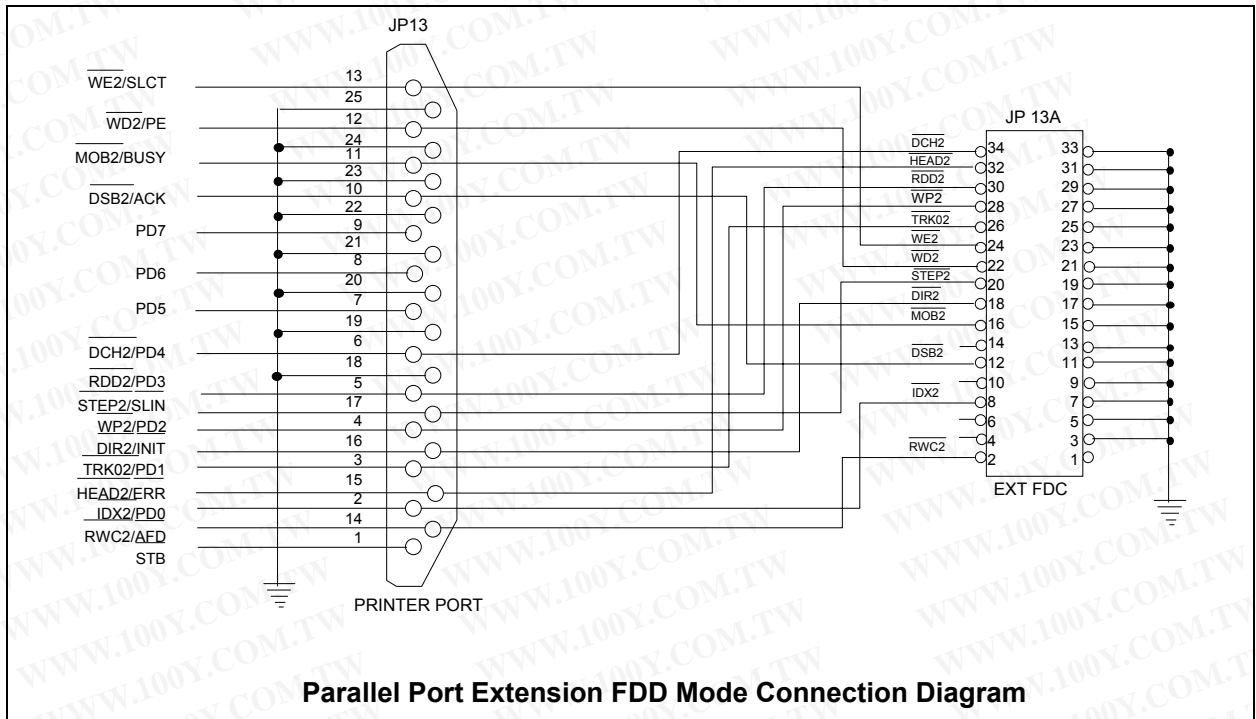 JP13
WE2/SLCT 13
25
WD2/PE 12
24
MOB2/BUSY 11
23
DSB2/ACK 10
22
PD7 9
21
PD6 8
20
PD5 7
19
DCH2/PD4 6
18
RDD2/PD3 5
STEP2/SLIN 17
WP2/PD2 4
DIR2/INIT 16
TRK02/PD1 3
HEAD2/ERR 15
IDX2/PD0 2
RWC2/AFD 14
STB 1
PRINTER PORT
JP 13A
DCH2 34 33
HEAD2 32 31
RDD2 30 29
WP2 28 27
TRK02 26 25
WE2 24 23
WD2 22 21
STEP2 20 19
DIR2 18 17
MOB2 16 15
14 13
DSB2 12 11
10 9
IDX2 8 7
6 5
4 3
RWC2 2 1
EXT FDC
Parallel Port Extension FDD Mode Connection Diagram
WWW.100Y.COM.TW